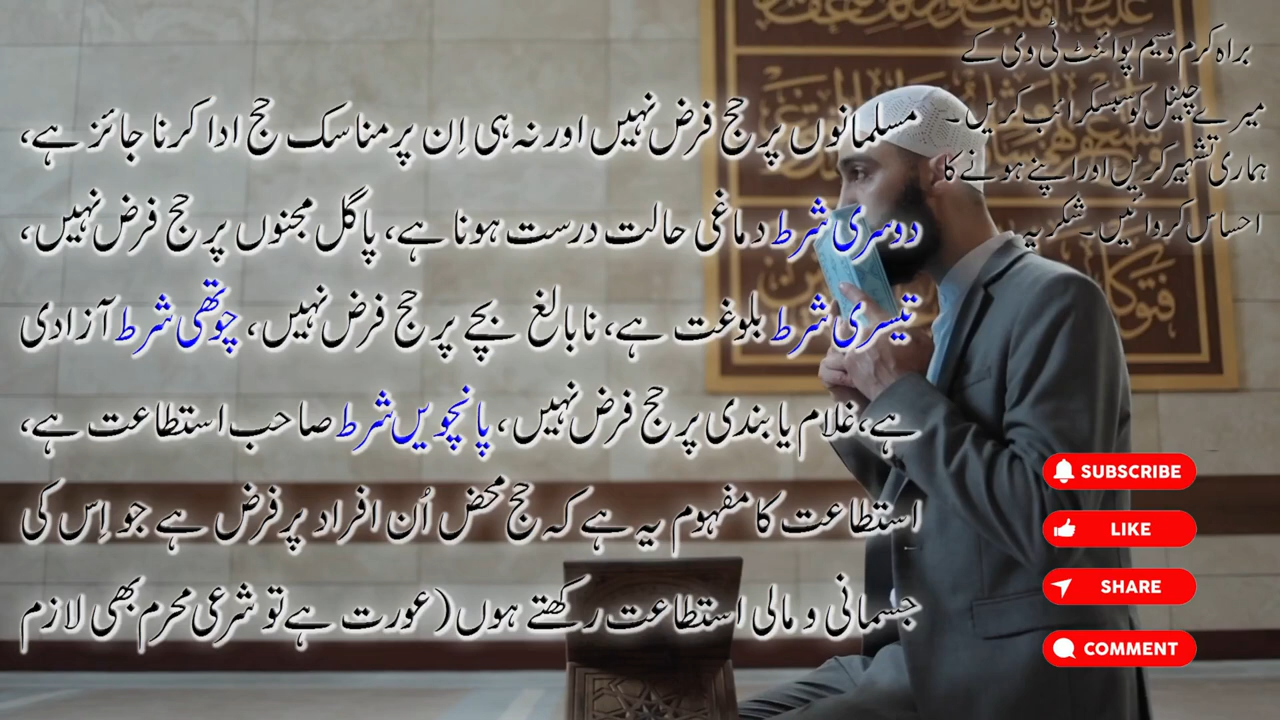 مسلمانوں پر حج فرض نہیں اور نہ ہی اِن پر مناسک حج ادا کرنا جائز ہے،
دوسری شرط دماغی حالت درست ہونا ہے، پاگل مجنوں پر حج فرض نہیں،
تیسری شرط بلوغت ہے، نابالغ بچے پر حج فرض نہیں، چوتھی شرط آزادی
ہے، غلام یا بندی پر حج فرض نہیں، پانچویں شرط صاحب استطاعت ہے،
استطاعت کا مفہوم یہ ہے کہ حج محض اُن افراد پر فرض ہے جو اِس کی
جسمانی و مالی استطاعت رکھتے ہوں (عورت ہے تو شرعی محرم بھی لازم
براہ کرم وسیم پوائنٹ ٹی وی کے
میرے چینل کو سبسکرائب کریں۔
ہماری تشہیر کریں اور اپنے ہونے کا
احساس کروائیں۔ شکریہ
SUBSCRIBE
LIKE
SHARE
COMMENT